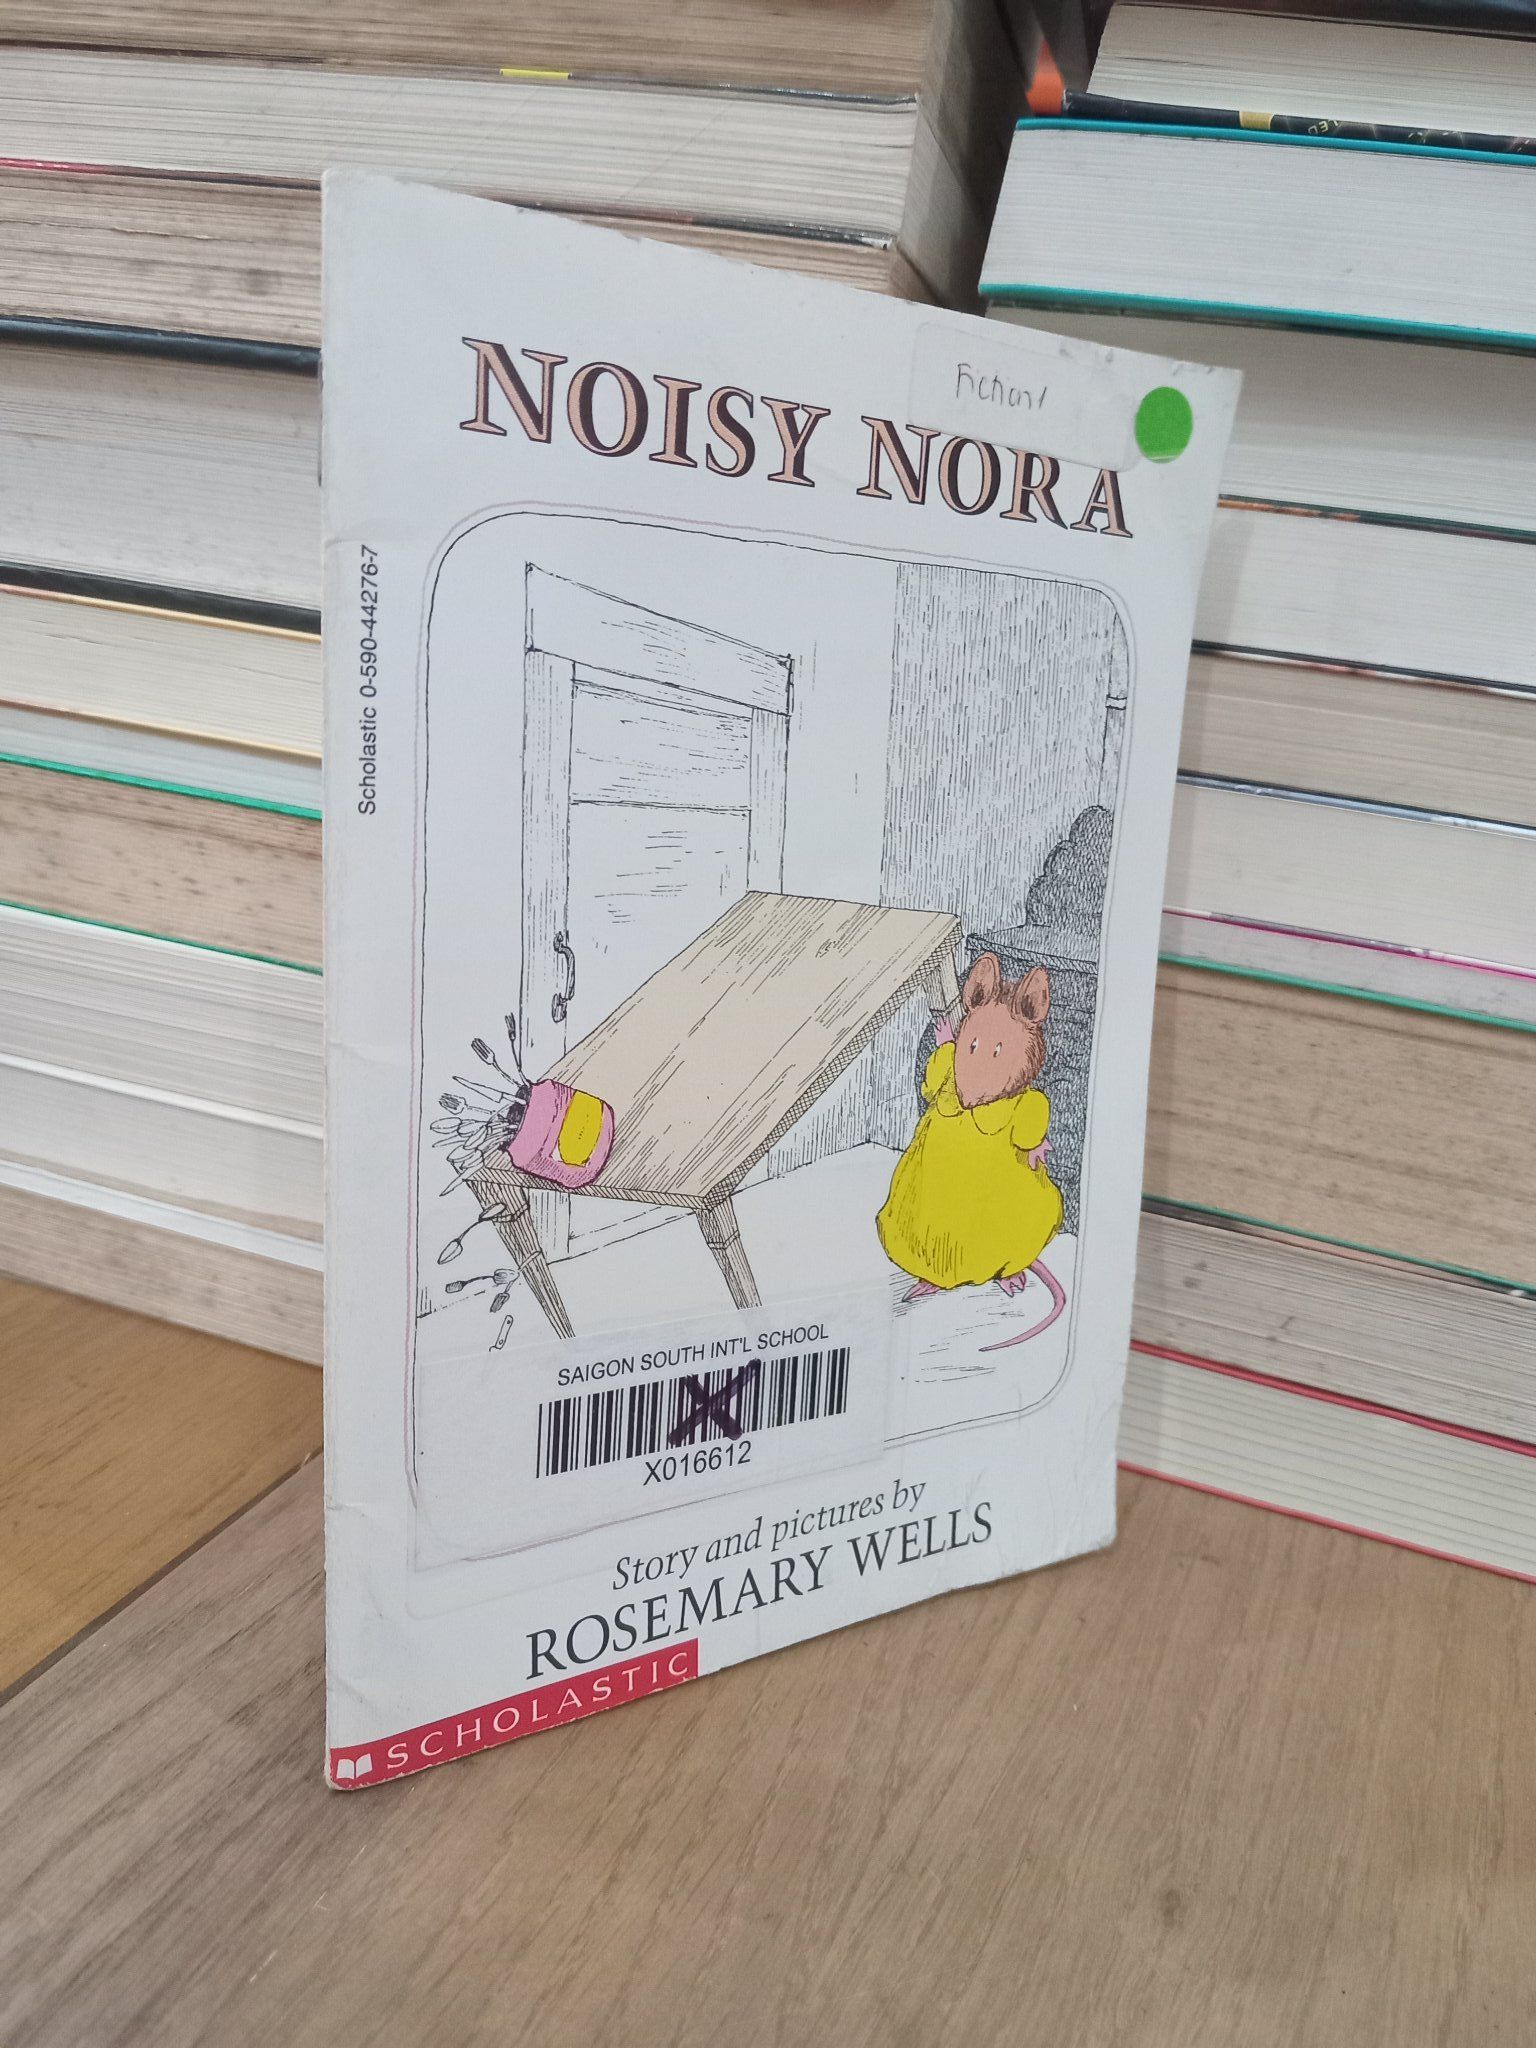 Fiction
NOISY NORA
Scholastic 0-590-44276-7
SAIGON SOUTH INT'L SCHOOL
X016612
Story and pictures by
ROSEMARY WELLS
SCHOLASTIC